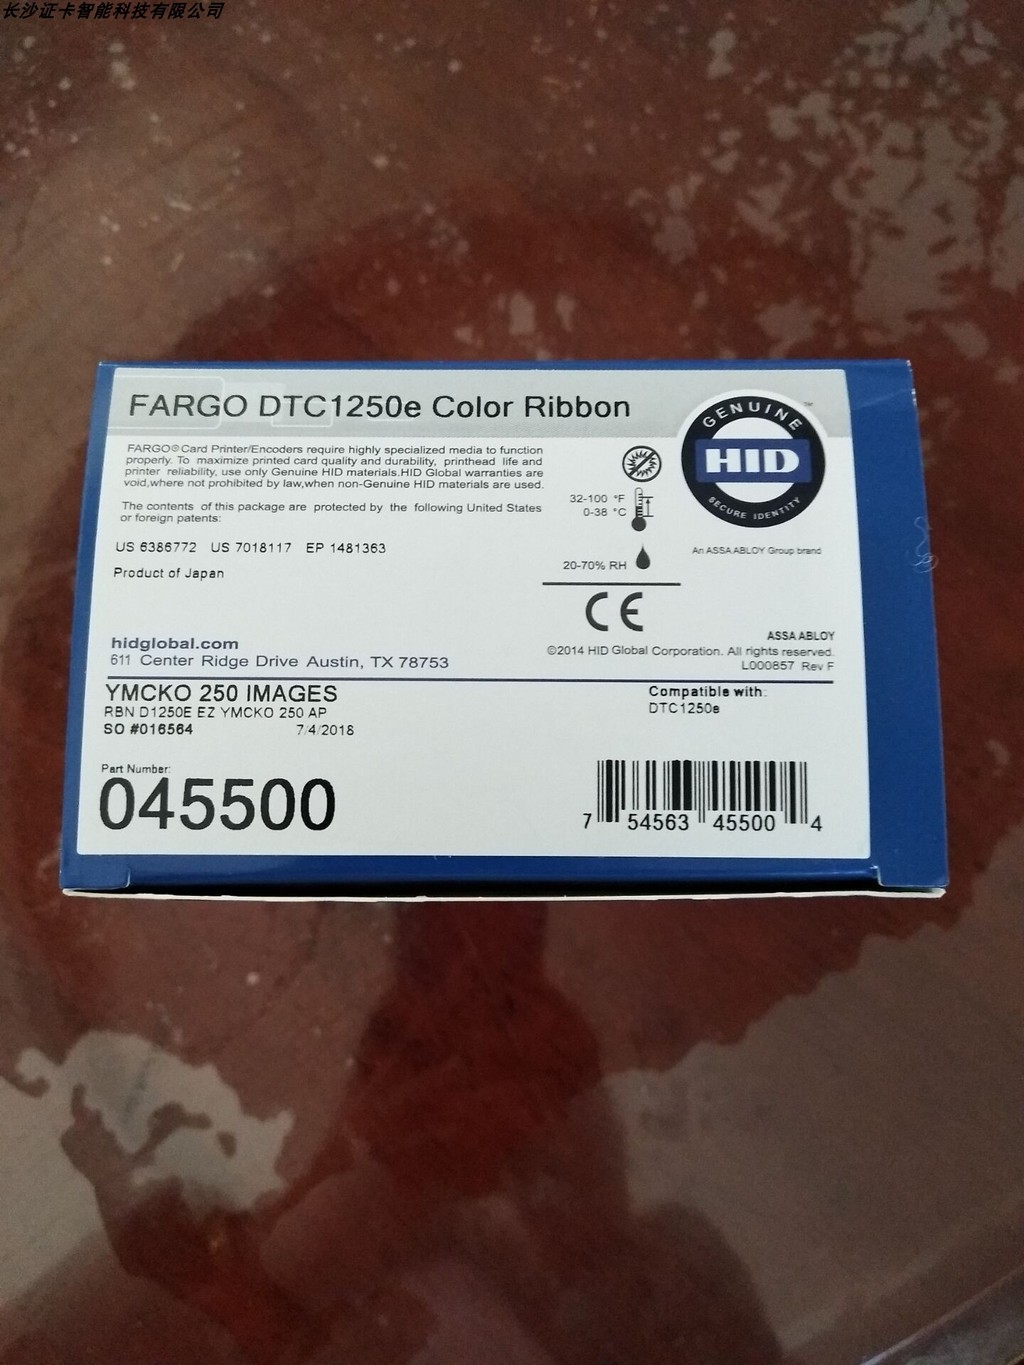 长沙证卡智能科技有限公司
FARGO DTC1250e Color Ribbon
GENUINE
HID
SECURE IDENTITY
™
An ASSA ABLOY Group brand
FARGO®Card Printer/Encoders require highly specialized media to function
properly. To maximize printed card quality and durability, printhead life and
printer reliability, use only Genuine HID materials.HID Global warranties are
void,where not prohibited by law,when non-Genuine HID materials are used.
The contents of this package are protected by the following United States
or foreign patents:
US 6386772 US 7018117 EP 1481363
Product of Japan
32-100 °F
0-38 °C
20-70% RH
CE
hidglobal.com
611 Center Ridge Drive Austin, TX 78753
ASSA ABLOY
©2014 HID Global Corporation. All rights reserved.
L000857 Rev F
YMCKO 250 IMAGES
RBN D1250E EZ YMCKO 250 AP
SO #016564 7/4/2018
Compatible with:
DTC1250e
Part Number:
045500
7 54563 45500 4